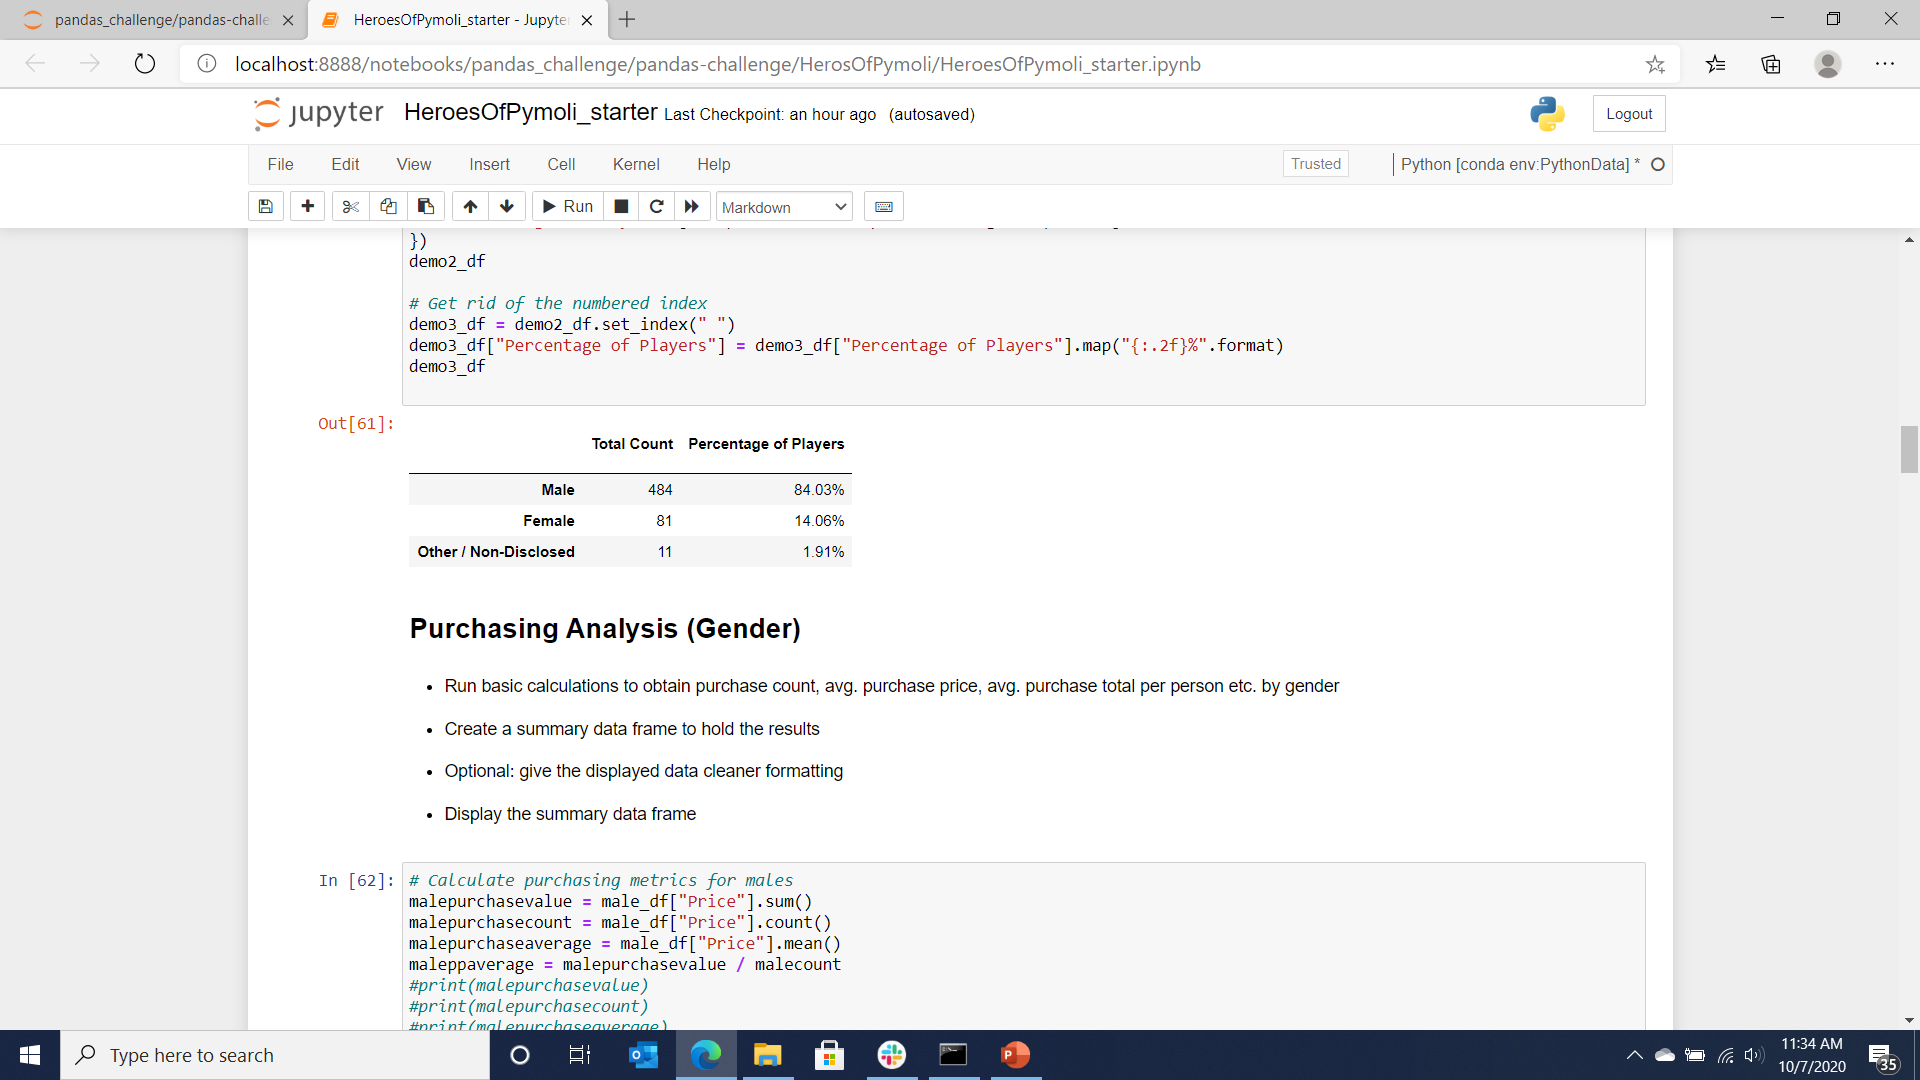 pandas_challenge/pandas-challe
HeroesOfPymoli_starter - Jupyte
localhost:8888/notebooks/pandas_challenge/pandas-challenge/HerosOfPymoli/HeroesOfPymoli_starter.ipynb
jupyter HeroesOfPymoli_starter Last Checkpoint: an hour ago (autosaved)
Logout
File Edit View Insert Cell Kernel Help
Trusted
Python [conda env:PythonData] *
Run
Markdown
})
demo2_df
# Get rid of the numbered index
demo3_df = demo2_df.set_index(" ")
demo3_df["Percentage of Players"] = demo3_df["Percentage of Players"].map("{:.2f}%".format)
demo3_df
Out[61]:
Total Count Percentage of Players
Male 484 84.03%
Female 81 14.06%
Other / Non-Disclosed 11 1.91%
Purchasing Analysis (Gender)
• Run basic calculations to obtain purchase count, avg. purchase price, avg. purchase total per person etc. by gender
• Create a summary data frame to hold the results
• Optional: give the displayed data cleaner formatting
• Display the summary data frame
In [62]:
# Calculate purchasing metrics for males
malepurchasevalue = male_df["Price"].sum()
malepurchasecount = male_df["Price"].count()
malepurchaseaverage = male_df["Price"].mean()
maleppaverage = malepurchasevalue / malecount
#print(malepurchasevalue)
#print(malepurchasecount)
#print(malepurchaseaverage)
Type here to search
11:34 AM
10/7/2020
35